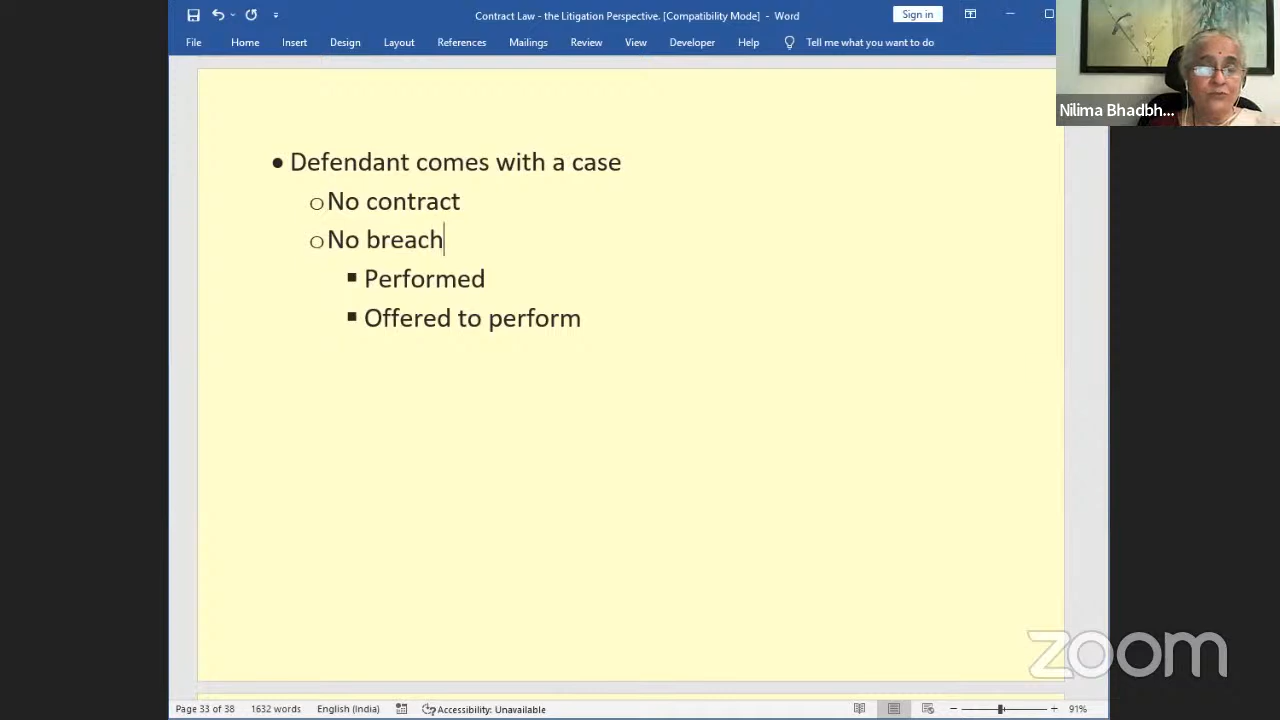 Contract Law - the Litigation Perspective. [Compatibility Mode] - Word
Sign in
File Home Insert Design Layout References Mailings Review View Developer Help Tell me what you want to do
Nilima Bhadbh...
• Defendant comes with a case
o No contract
o No breach
▪ Performed
▪ Offered to perform
zoom
Page 33 of 38 1632 words English (India) Accessibility: Unavailable 91%